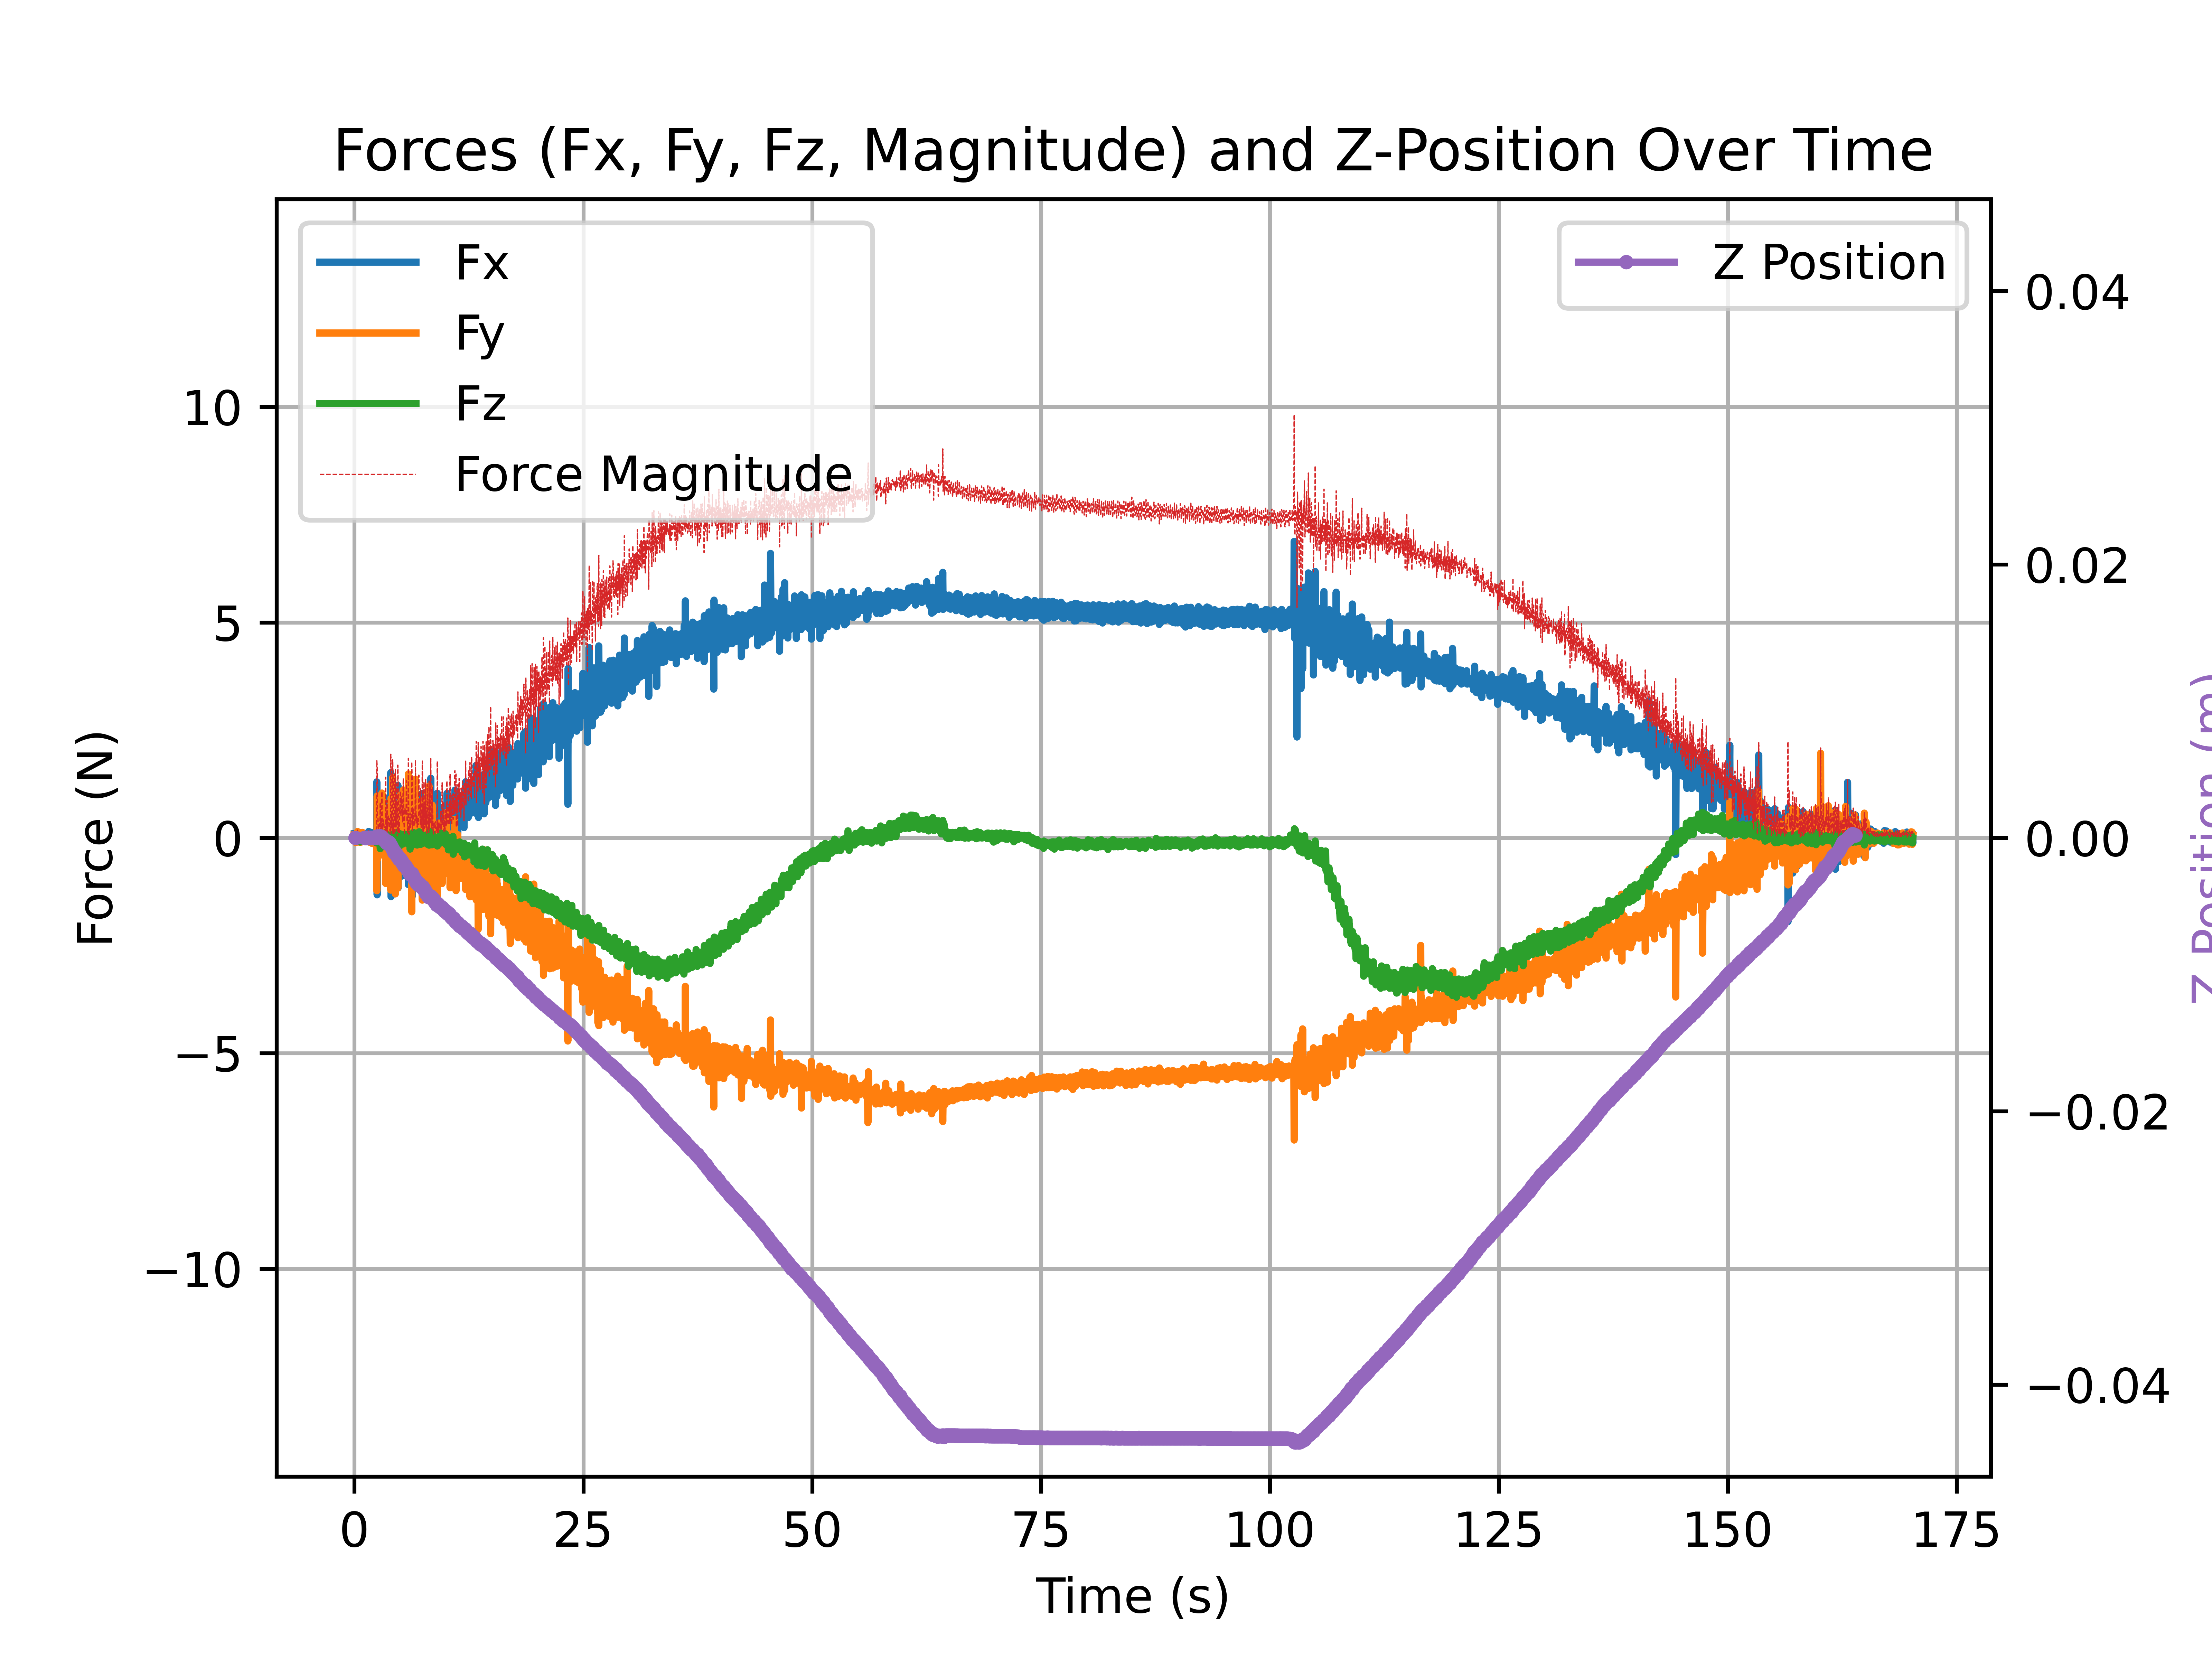 Forces (Fx, Fy, Fz, Magnitude) and Z-Position Over Time
Fx
Fy
Fz
Force Magnitude
Z Position
Force (N)
10
5
0
−5
−10
0.04
0.02
0.00
−0.02
−0.04
Z Position (m)
0
25
50
75
100
125
150
175
Time (s)